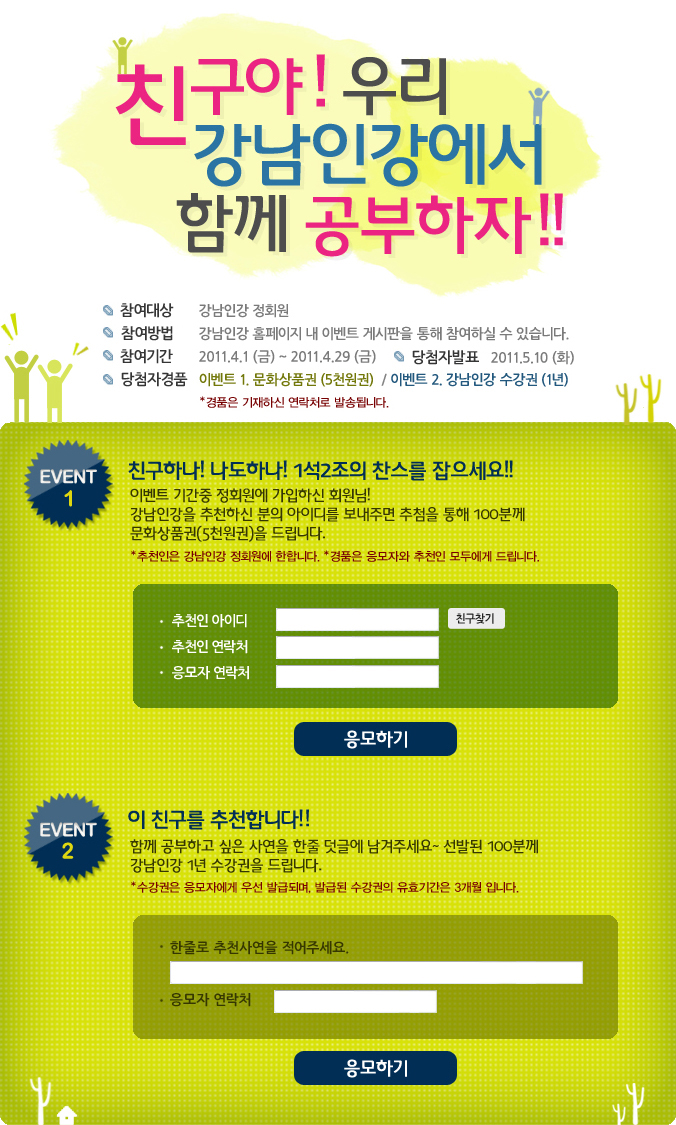 친구야! 우리
강남인강에서
함께 공부하자!!
참여대상 강남인강 정회원
참여방법 강남인강 홈페이지 내 이벤트 게시판을 통해 참여하실 수 있습니다.
참여기간 2011.4.1 (금) ~ 2011.4.29 (금) 당첨자발표 2011.5.10 (화)
당첨자경품 이벤트 1. 문화상품권 (5천원권) / 이벤트 2. 강남인강 수강권 (1년)
*경품은 기재하신 연락처로 발송됩니다.
EVENT
1
친구하나! 나도하나! 1석2조의 찬스를 잡으세요!!
이벤트 기간중 정회원에 가입하신 회원님!
강남인강을 추천하신 분의 아이디를 보내주면 추첨을 통해 100분께
문화상품권(5천원권)을 드립니다.
*추천인은 강남인강 정회원에 한합니다. *경품은 응모자와 추천인 모두에게 드립니다.
· 추천인 아이디 친구찾기
· 추천인 연락처
· 응모자 연락처
응모하기
EVENT
2
이 친구를 추천합니다!!
함께 공부하고 싶은 사연을 한줄 덧글에 남겨주세요~ 선발된 100분께
강남인강 1년 수강권을 드립니다.
*수강권은 응모자에게 우선 발급되며, 발급된 수강권의 유효기간은 3개월 입니다.
· 한줄로 추천사연을 적어주세요.
· 응모자 연락처
응모하기